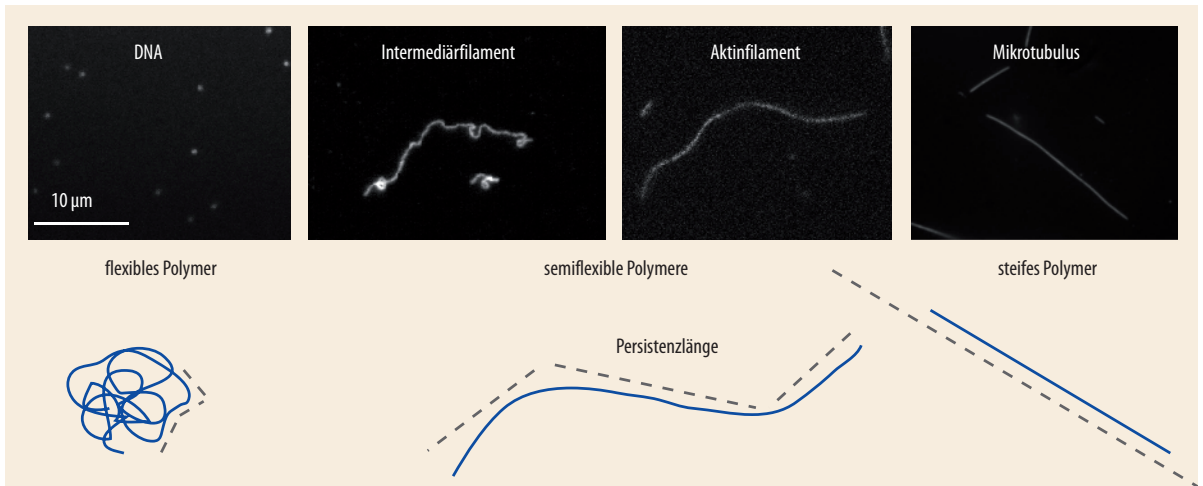 DNA
Intermediärfilament
Aktinfilament
Mikrotubulus
10 µm
flexibles Polymer
semiflexible Polymere
steifes Polymer
Persistenzlänge